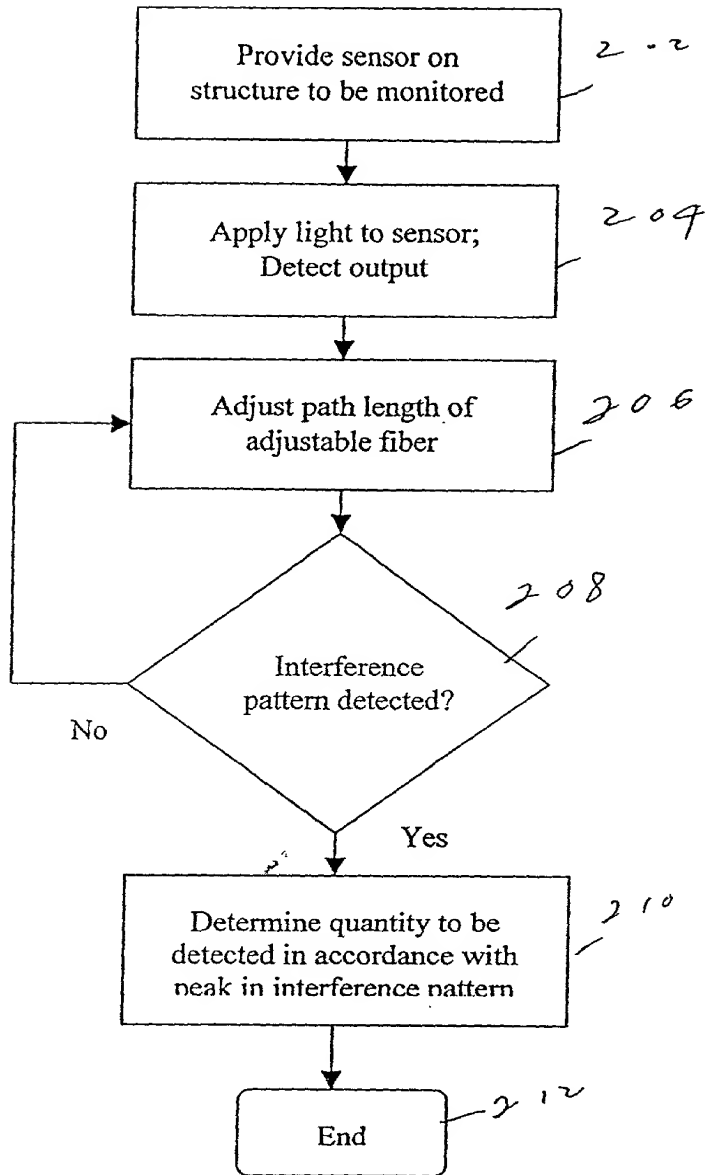 Provide sensor on
structure to be monitored
202
Apply light to sensor;
Detect output
204
Adjust path length of
adjustable fiber
206
208
Interference
pattern detected?
No
Yes
Determine quantity to be
detected in accordance with
peak in interference pattern
210
End
212